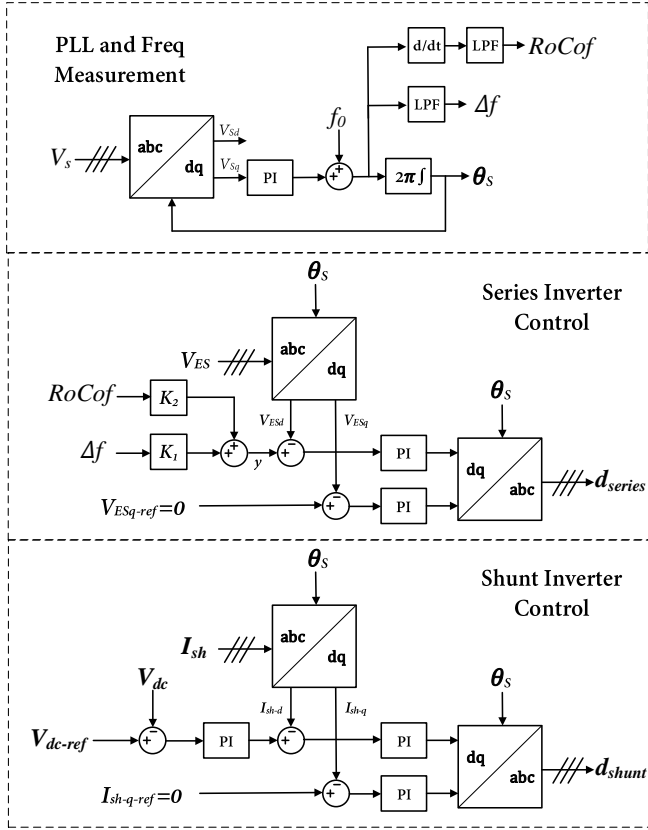 PLL and Freq
Measurement
d/dt
LPF
RoCof
LPF
Δf
f0
Vs
abc
dq
VSd
VSq
PI
+
+
2π∫
θS
θS
Series Inverter
Control
VES
abc
dq
RoCof
K2
VESd
VESq
θS
Δf
K1
+
+
y
+
−
PI
dq
abc
dseries
VESq-ref=0
+
−
PI
θS
Shunt Inverter
Control
Ish
abc
dq
Vdc
Ish-d
Ish-q
θS
Vdc-ref
+
−
PI
+
−
PI
dq
abc
dshunt
Ish-q-ref=0
+
−
PI